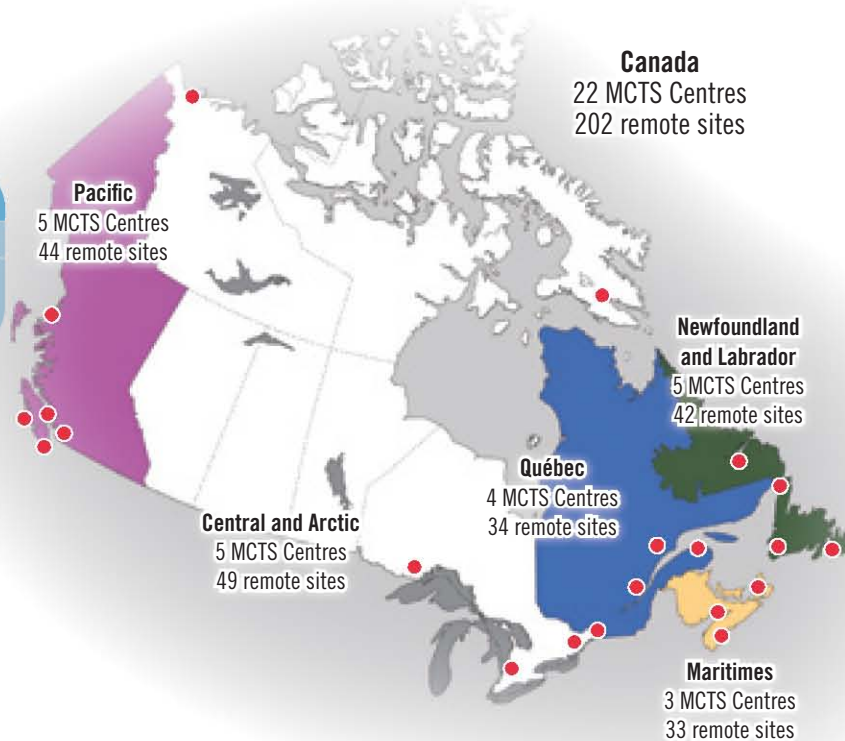 Canada
22 MCTS Centres
202 remote sites
Pacific
5 MCTS Centres
44 remote sites
Newfoundland
and Labrador
5 MCTS Centres
42 remote sites
Québec
4 MCTS Centres
34 remote sites
Central and Arctic
5 MCTS Centres
49 remote sites
Maritimes
3 MCTS Centres
33 remote sites